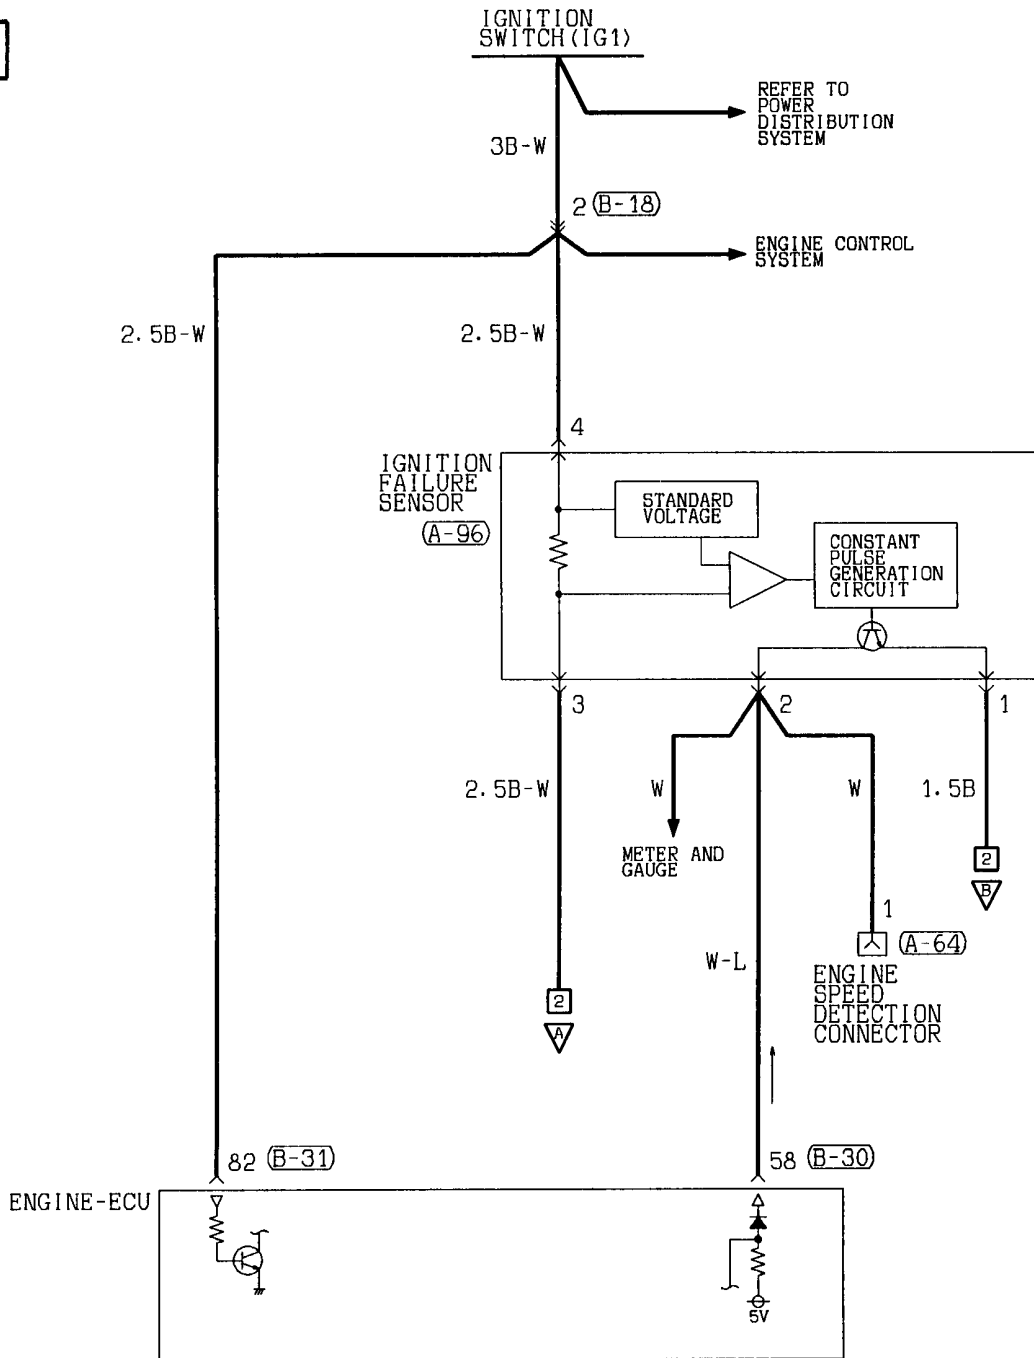 IGNITION
SWITCH(IG1)
REFER TO
POWER
DISTRIBUTION
SYSTEM
3B-W
2 (B-18)
ENGINE CONTROL
SYSTEM
2.5B-W
2.5B-W
4
IGNITION
FAILURE
SENSOR
(A-96)
STANDARD
VOLTAGE
CONSTANT
PULSE
GENERATION
CIRCUIT
3
2
1
2.5B-W
W
W
1.5B
METER AND
GAUGE
2
B
1
(A-64)
W-L
ENGINE
SPEED
DETECTION
CONNECTOR
2
A
82 (B-31)
58 (B-30)
ENGINE-ECU
5V